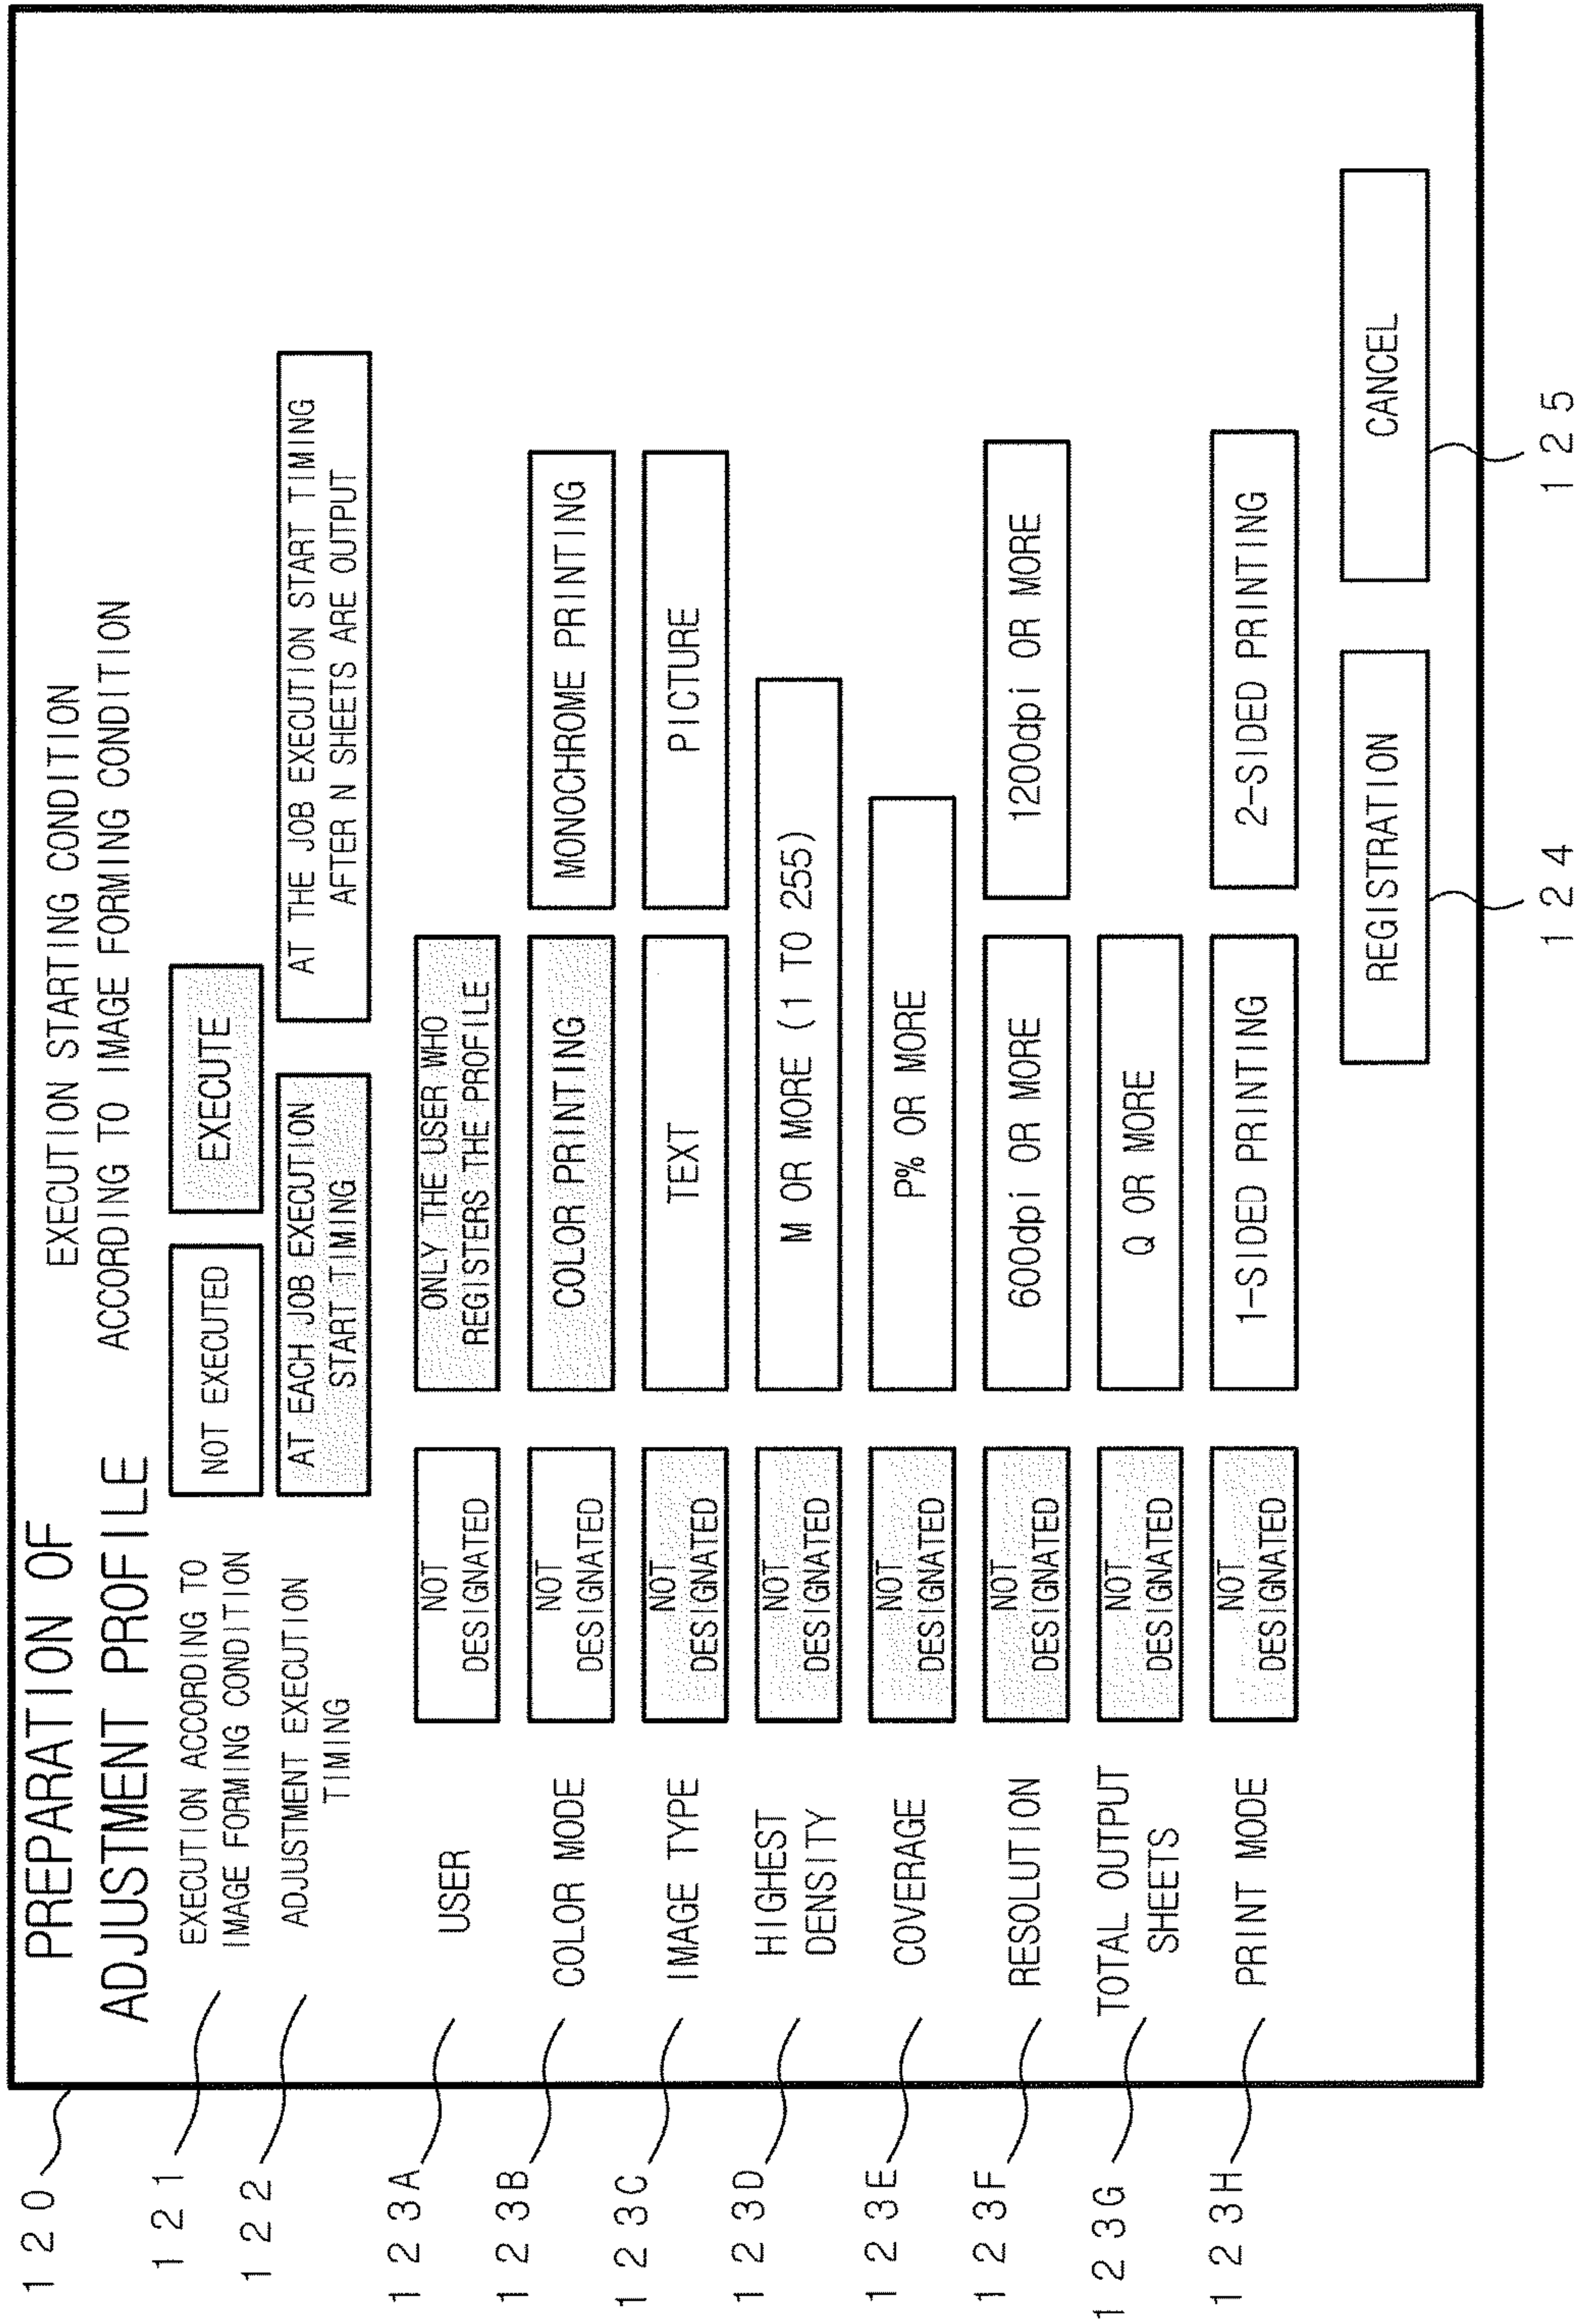 120
PREPARATION OF
ADJUSTMENT PROFILE
EXECUTION STARTING CONDITION
ACCORDING TO IMAGE FORMING CONDITION
121
EXECUTION ACCORDING TO
IMAGE FORMING CONDITION
NOT EXECUTED
EXECUTE
122
ADJUSTMENT EXECUTION
TIMING
AT EACH JOB EXECUTION
START TIMING
AT THE JOB EXECUTION START TIMING
AFTER N SHEETS ARE OUTPUT
123A
USER
NOT
DESIGNATED
ONLY THE USER WHO
REGISTERS THE PROFILE
123B
COLOR MODE
NOT
DESIGNATED
COLOR PRINTING
MONOCHROME PRINTING
123C
IMAGE TYPE
NOT
DESIGNATED
TEXT
PICTURE
123D
HIGHEST
DENSITY
NOT
DESIGNATED
M OR MORE (1 TO 255)
123E
COVERAGE
NOT
DESIGNATED
P% OR MORE
123F
RESOLUTION
NOT
DESIGNATED
600dpi OR MORE
1200dpi OR MORE
123G
TOTAL OUTPUT
SHEETS
NOT
DESIGNATED
Q OR MORE
123H
PRINT MODE
NOT
DESIGNATED
1-SIDED PRINTING
2-SIDED PRINTING
REGISTRATION
CANCEL
124
125